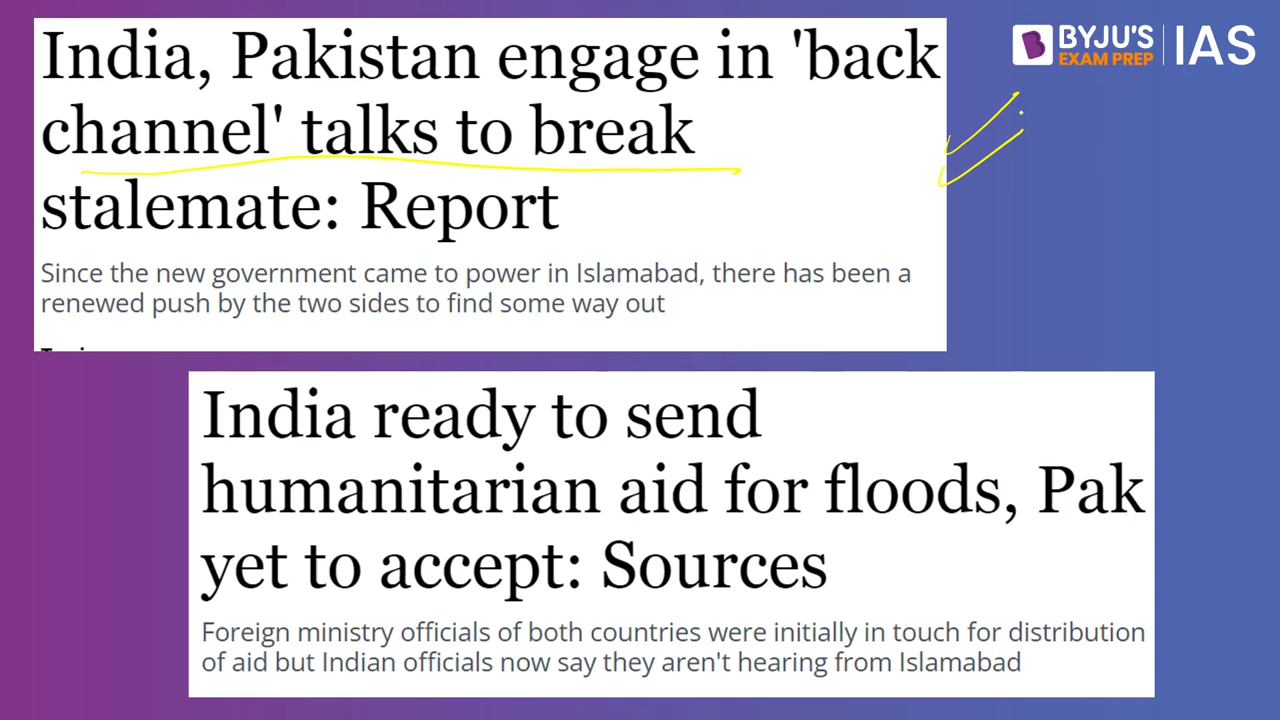 India, Pakistan engage in 'back
channel' talks to break
stalemate: Report
Since the new government came to power in Islamabad, there has been a
renewed push by the two sides to find some way out
BYJU'S
EXAM PREP
IAS
India ready to send
humanitarian aid for floods, Pak
yet to accept: Sources
Foreign ministry officials of both countries were initially in touch for distribution
of aid but Indian officials now say they aren't hearing from Islamabad